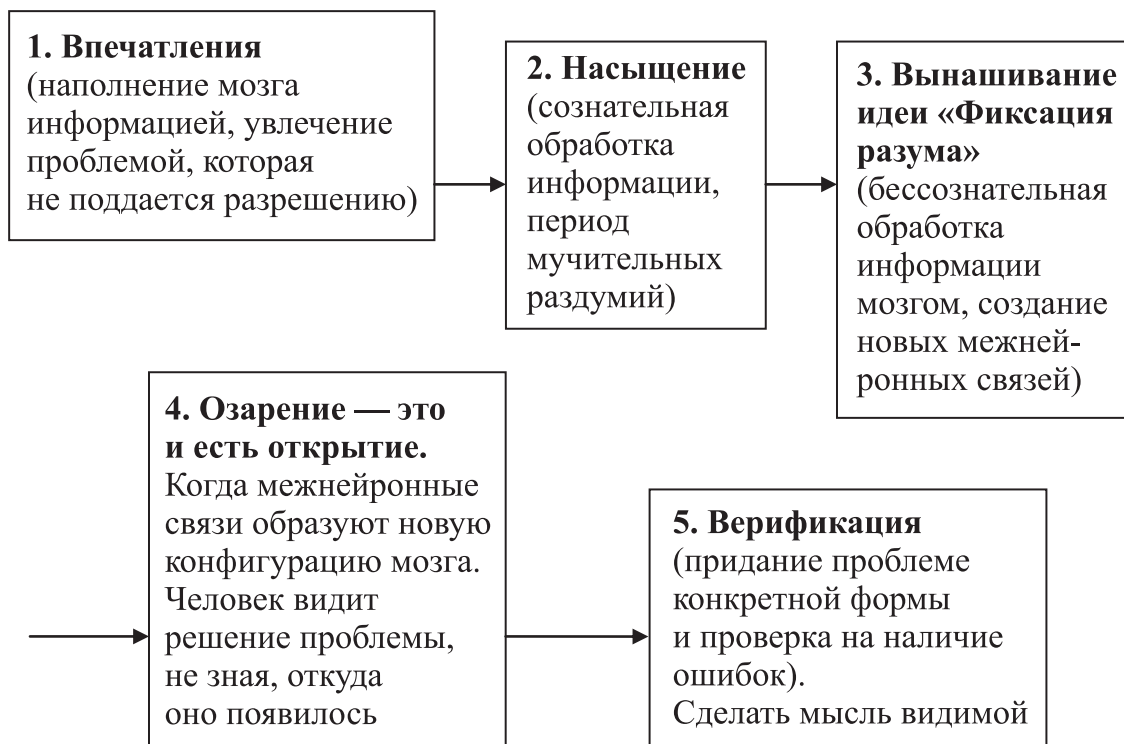 1. Впечатления
(наполнение мозга
информацией, увлечение
проблемой, которая
не поддается разрешению)
2. Насыщение
(сознательная
обработка
информации,
период
мучительных
раздумий)
3. Вынашивание
идеи «Фиксация
разума»
(бессознательная
обработка
информации
мозгом, создание
новых межней-
ронных связей)
4. Озарение — это
и есть открытие.
Когда межнейронные
связи образуют новую
конфигурацию мозга.
Человек видит
решение проблемы,
не зная, откуда
оно появилось
5. Верификация
(придание проблеме
конкретной формы
и проверка на наличие
ошибок).
Сделать мысль видимой